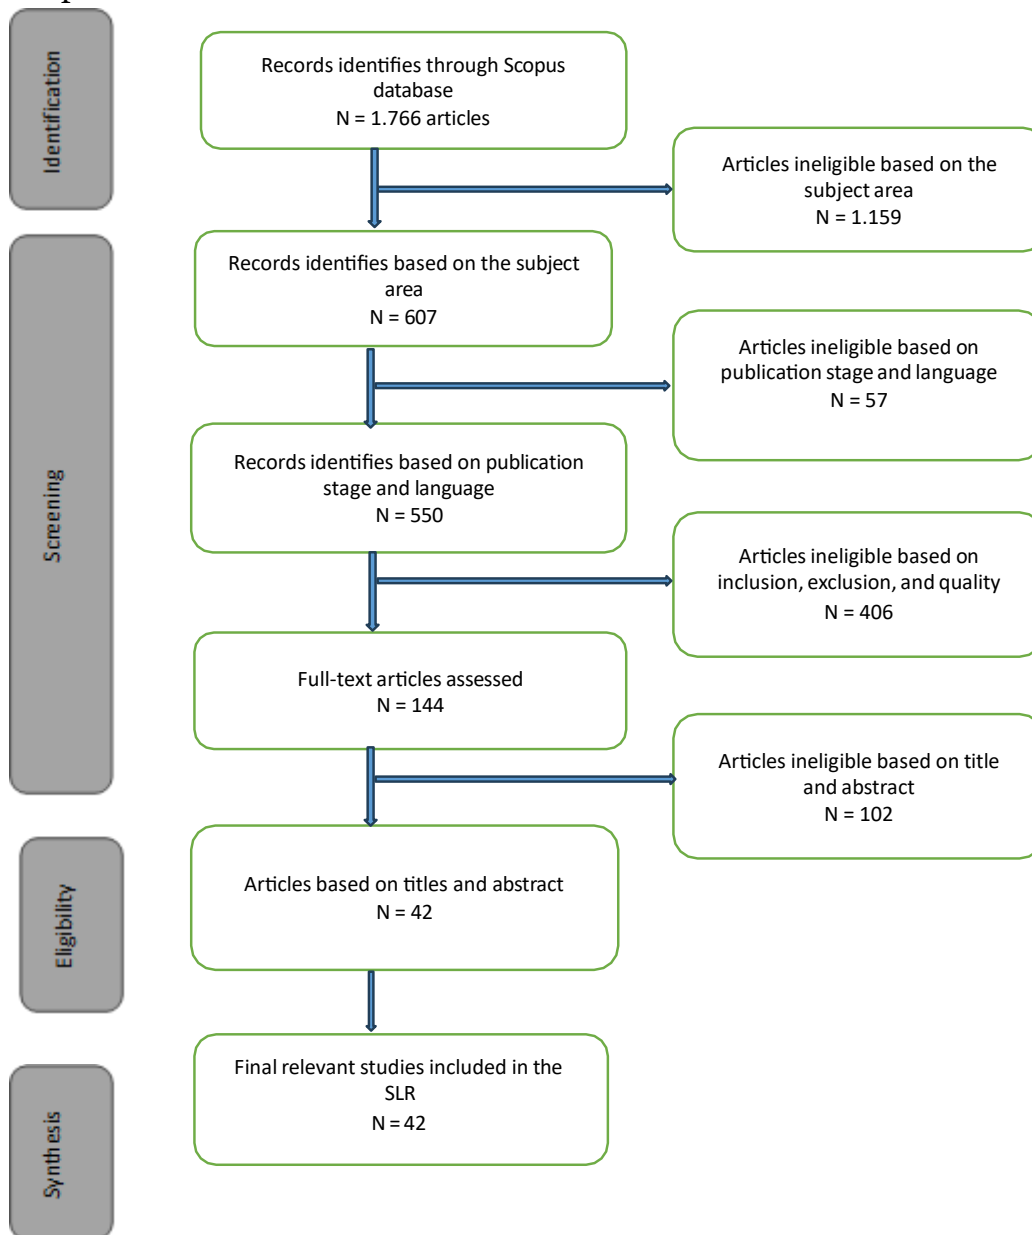 Identification
Records identifies through Scopus
database
N = 1.766 articles
Articles ineligible based on the
subject area
N = 1.159
Screening
Records identifies based on the subject
area
N = 607
Articles ineligible based on
publication stage and language
N = 57
Records identifies based on publication
stage and language
N = 550
Articles ineligible based on
inclusion, exclusion, and quality
N = 406
Full-text articles assessed
N = 144
Articles ineligible based on title
and abstract
N = 102
Eligibility
Articles based on titles and abstract
N = 42
Synthesis
Final relevant studies included in the
SLR
N = 42